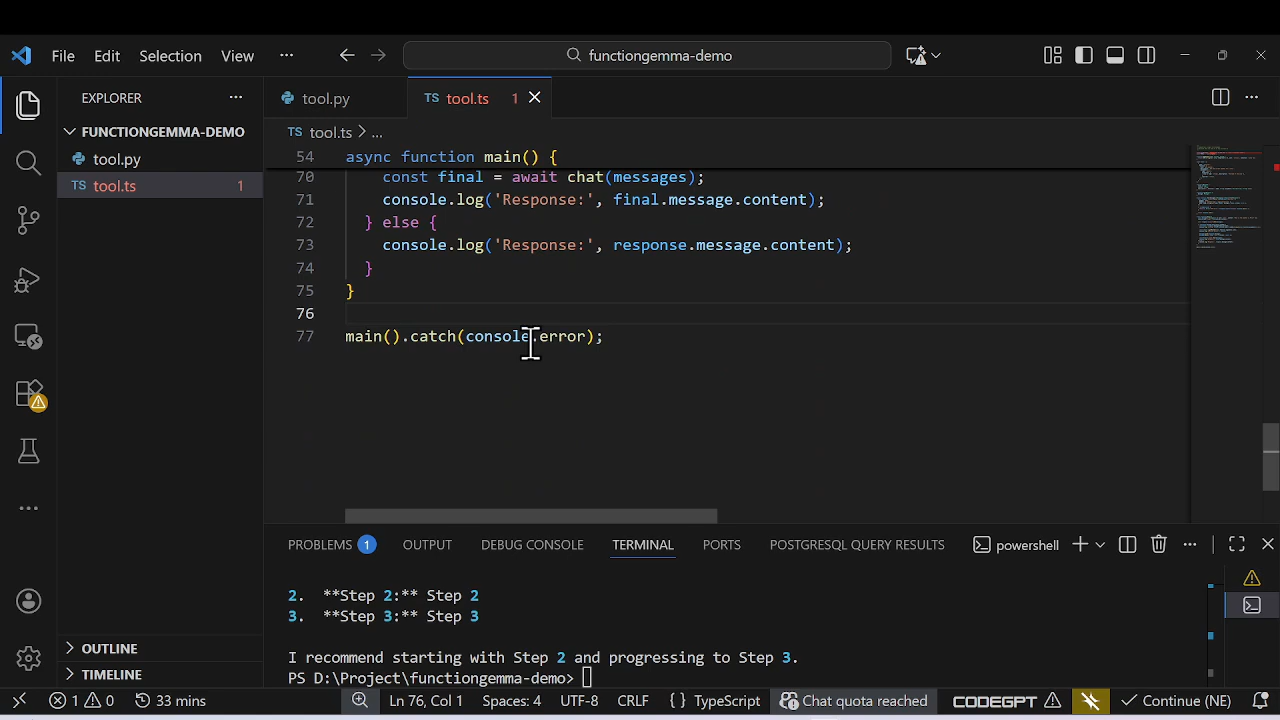 File Edit Selection View ... functiongemma-demo
EXPLORER ...
FUNCTIONGEMMA-DEMO
tool.py
TS tool.ts 1
OUTLINE
TIMELINE
tool.py TS tool.ts 1
TS tool.ts > ...
54 async function main() {
70 const final = await chat(messages);
71 console.log('Response:', final.message.content);
72 } else {
73 console.log('Response:', response.message.content);
74 }
75 }
76
77 main().catch(console.error);
PROBLEMS 1 OUTPUT DEBUG CONSOLE TERMINAL PORTS POSTGRESQL QUERY RESULTS powershell
2. **Step 2:** Step 2
3. **Step 3:** Step 3
I recommend starting with Step 2 and progressing to Step 3.
PS D:\Project\functiongemma-demo>
1 0 33 mins Ln 76, Col 1 Spaces: 4 UTF-8 CRLF { } TypeScript Chat quota reached CODEGPT Continue (NE)